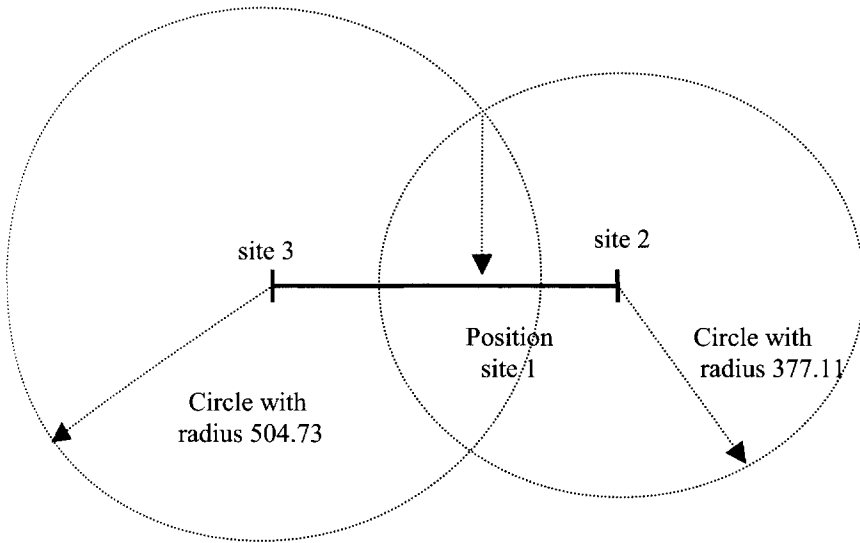 site 3
site 2
Position
site 1
Circle with
radius 377.11
Circle with
radius 504.73